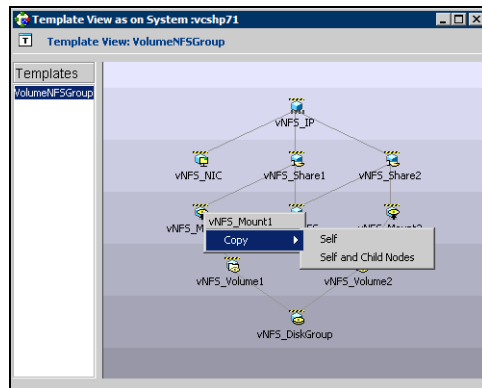 Template View as on System :vcshp71
T Template View: VolumeNFSGroup
Templates
VolumeNFSGroup
vNFS_IP
vNFS_NIC vNFS_Share1 vNFS_Share2
vNFS_Mount1
Copy
Self
Self and Child Nodes
vNFS_Volume1 vNFS_Volume2
vNFS_DiskGroup